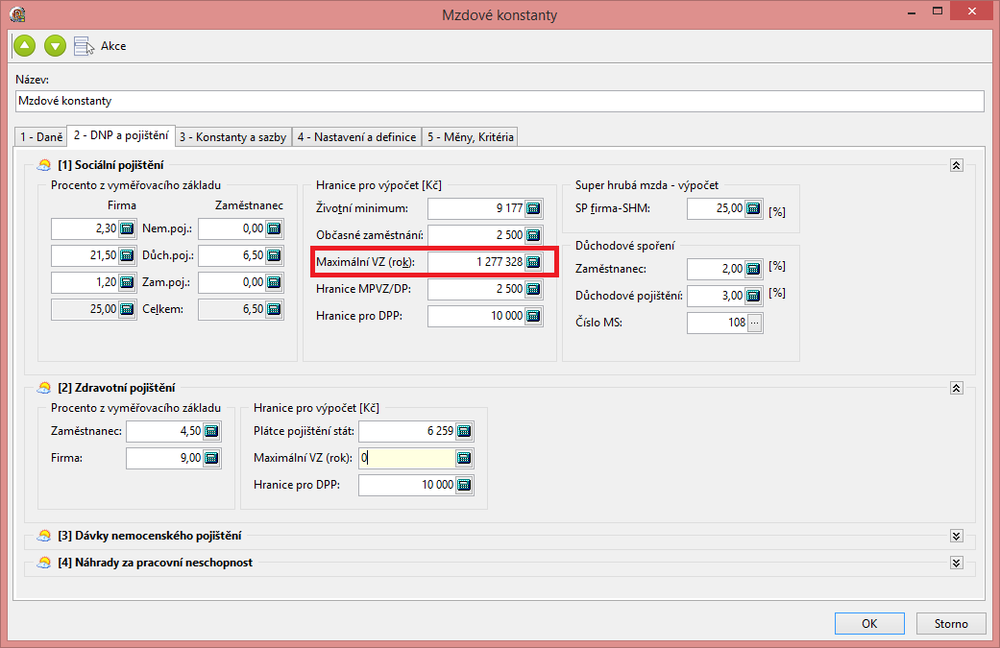 Mzdové konstanty
Akce
Název:
Mzdové konstanty
1 - Daně 2 - DNP a pojištění 3 - Konstanty a sazby 4 - Nastavení a definice 5 - Měny, Kritéria
[1] Sociální pojištění
Procento z vyměřovacího základu
Firma Zaměstnanec
2,30 Nem.poj.: 0,00
21,50 Důch.poj.: 6,50
1,20 Zam.poj.: 0,00
25,00 Celkem: 6,50
Hranice pro výpočet [Kč]
Životní minimum: 9 177
Občasné zaměstnání: 2 500
Maximální VZ (rok): 1 277 328
Hranice MPVZ/DP: 2 500
Hranice pro DPP: 10 000
Super hrubá mzda - výpočet
SP firma-SHM: 25,00 [%]
Důchodové spoření
Zaměstnanec: 2,00 [%]
Důchodové pojištění: 3,00 [%]
Číslo MS: 108 ...
[2] Zdravotní pojištění
Procento z vyměřovacího základu
Zaměstnanec: 4,50
Firma: 9,00
Hranice pro výpočet [Kč]
Plátce pojištění stát: 6 259
Maximální VZ (rok): 0
Hranice pro DPP: 10 000
[3] Dávky nemocenského pojištění
[4] Náhrady za pracovní neschopnost
OK Storno